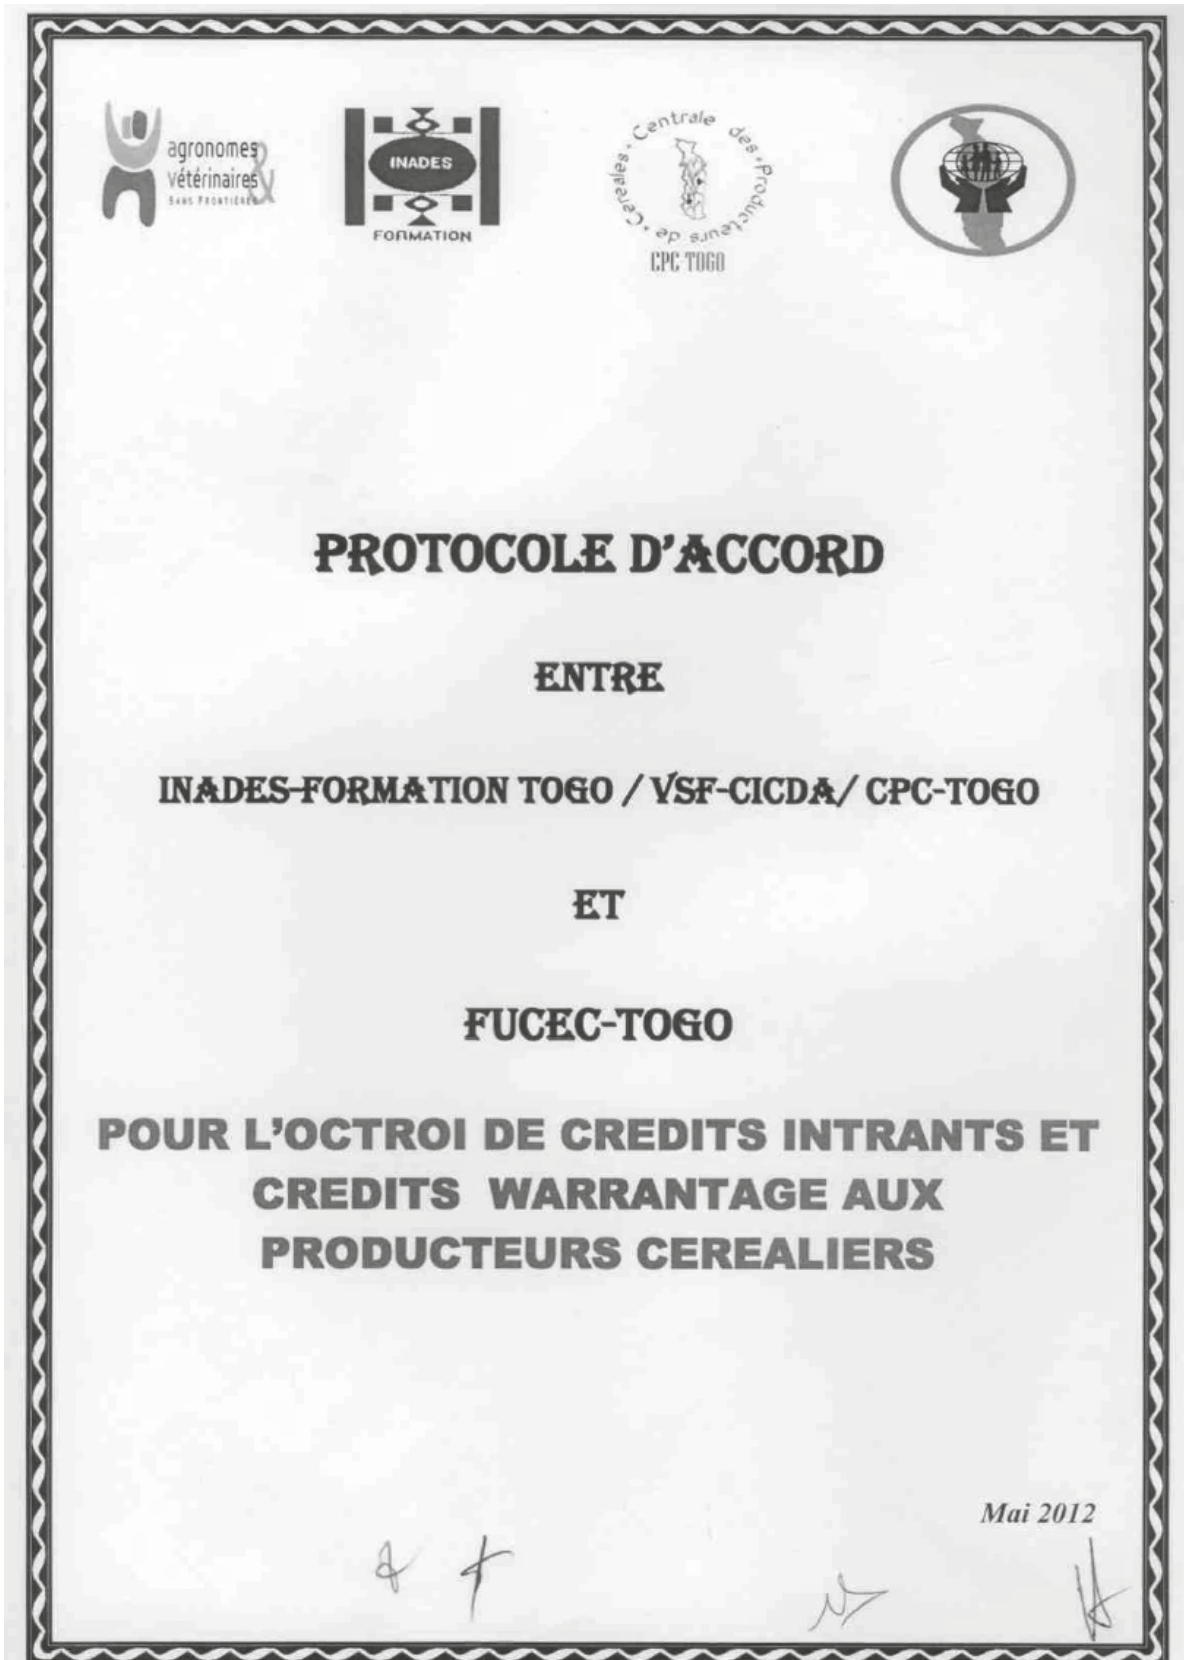 agronomes &
vétérinaires
SANS FRONTIÈRES
INADES
FORMATION
Centrale des Producteurs de Cereales
CPC TOGO
PROTOCOLE D'ACCORD
ENTRE
INADES-FORMATION TOGO / VSF-CICDA/ CPC-TOGO
ET
FUCEC-TOGO
POUR L'OCTROI DE CREDITS INTRANTS ET
CREDITS WARRANTAGE AUX
PRODUCTEURS CEREALIERS
Mai 2012